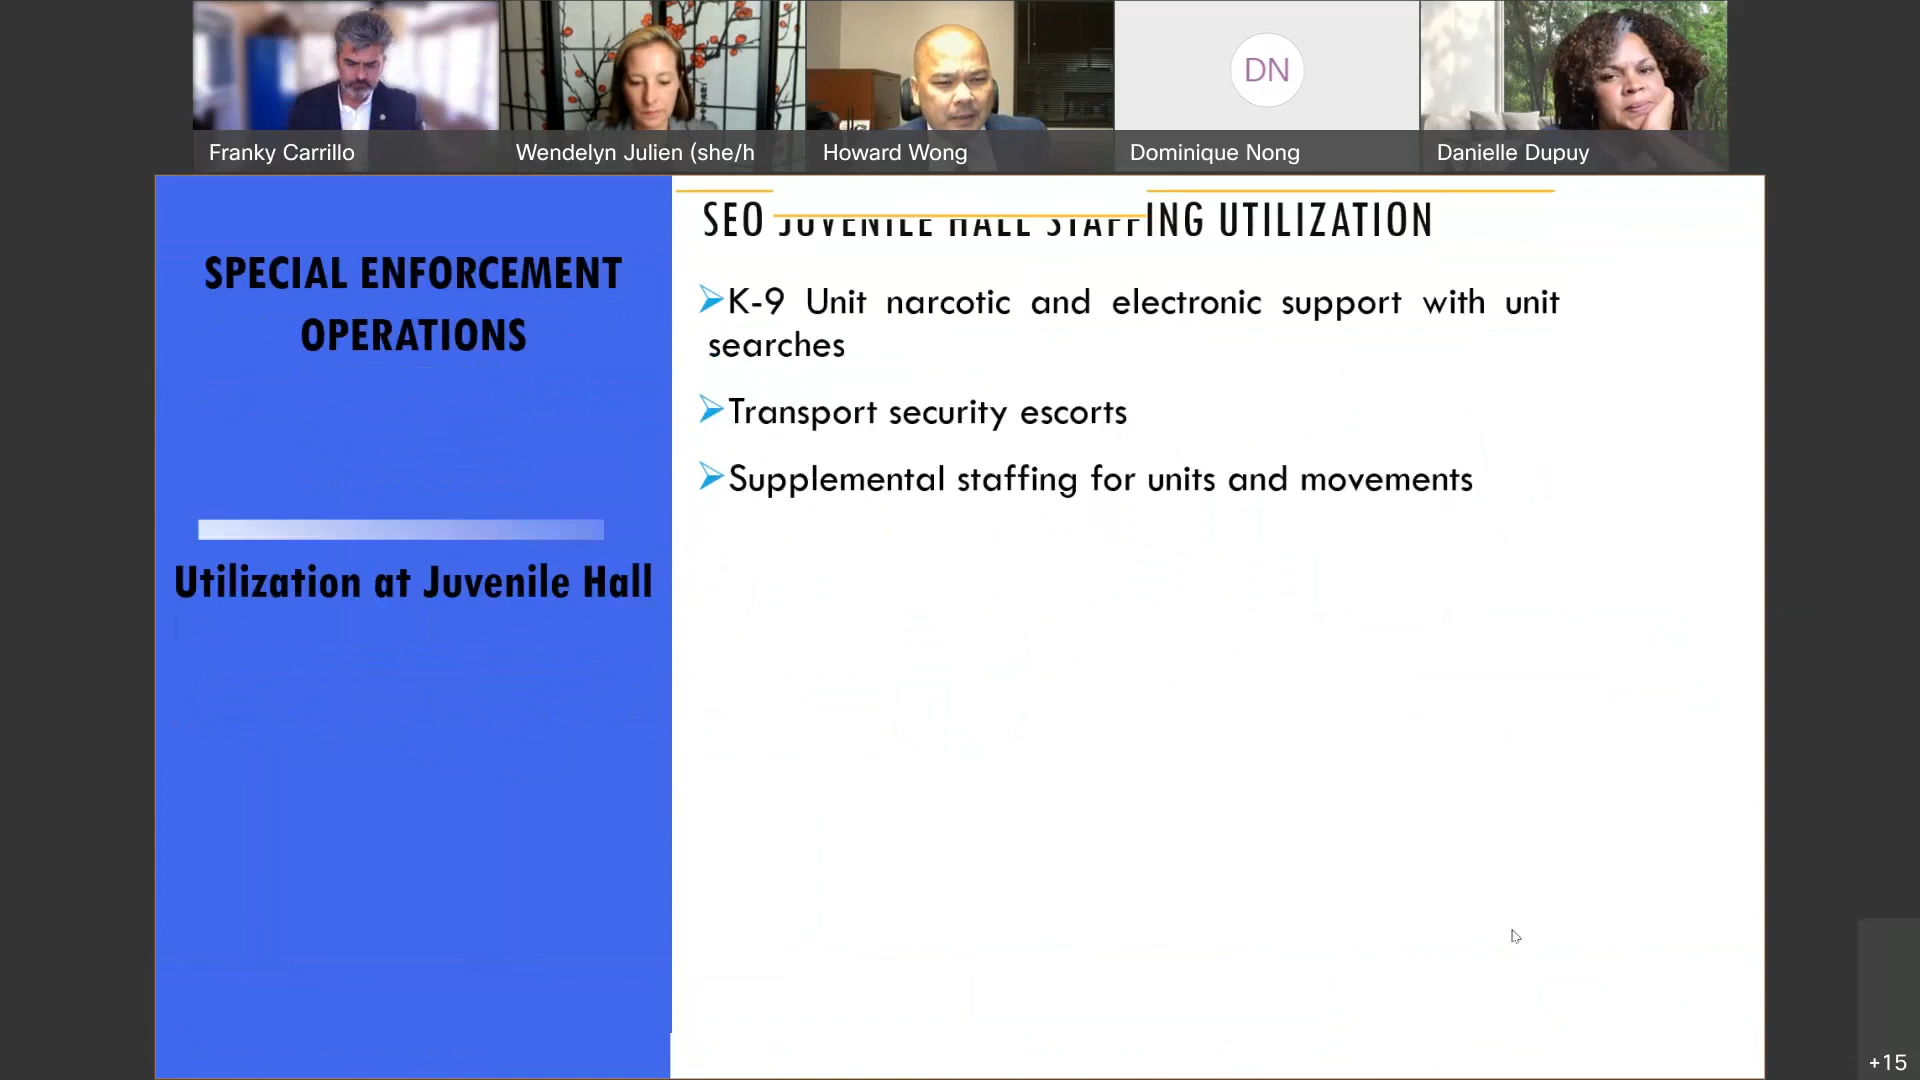 Franky Carrillo
Wendelyn Julien (she/h
Howard Wong
DN
Dominique Nong
Danielle Dupuy
SPECIAL ENFORCEMENT
OPERATIONS
Utilization at Juvenile Hall
SEO JUVENILE HALL STAFFING UTILIZATION
➢K-9 Unit narcotic and electronic support with unit
searches
➢Transport security escorts
➢Supplemental staffing for units and movements
+15